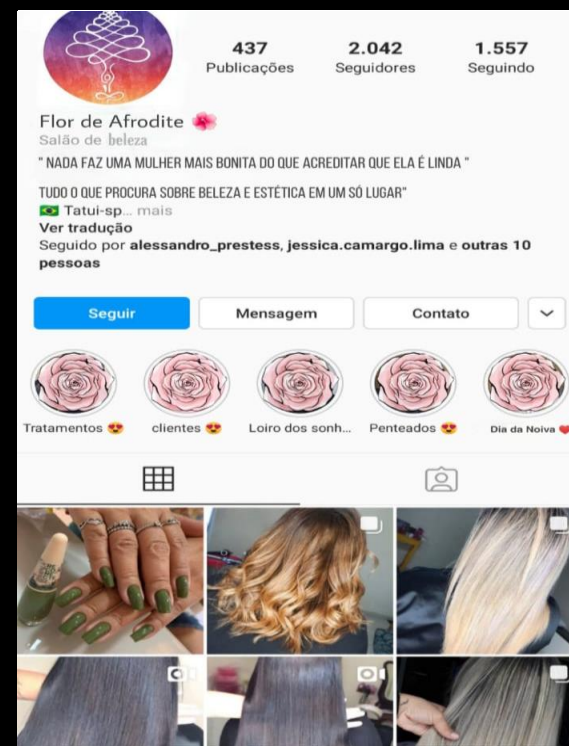 437 2.042 1.557
Publicações Seguidores Seguindo
Flor de Afrodite
Salão de beleza
" NADA FAZ UMA MULHER MAIS BONITA DO QUE ACREDITAR QUE ELA É LINDA "
TUDO O QUE PROCURA SOBRE BELEZA E ESTÉTICA EM UM SÓ LUGAR"
Tatui-sp... mais
Ver tradução
Seguido por alessandro_prestess, jessica.camargo.lima e outras 10
pessoas
Seguir Mensagem Contato
Tratamentos 😍 clientes 😍 Loiro dos sonh... Penteados 😍 Dia da Noiva ❤